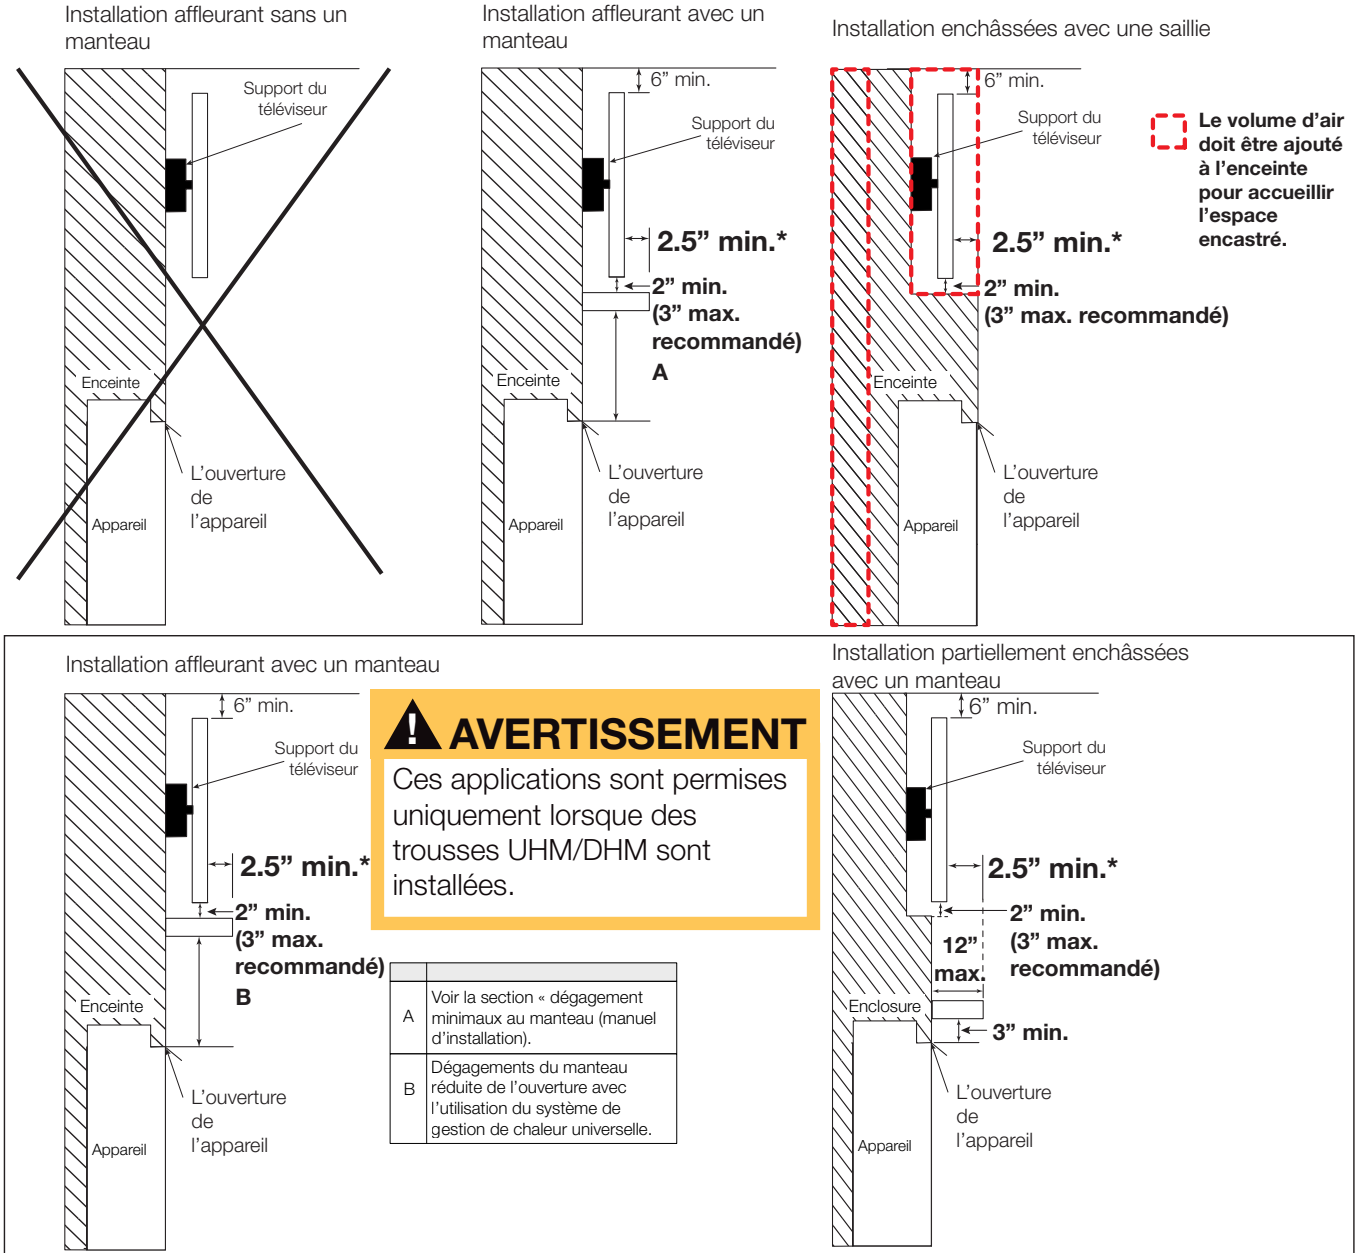 Installation affleurant sans un
manteau
Support du
téléviseur
Enceinte
L'ouverture
de
l'appareil
Appareil
Installation affleurant avec un
manteau
6" min.
Support du
téléviseur
2.5" min.*
2" min.
(3" max.
recommandé)
A
Enceinte
L'ouverture
de
l'appareil
Appareil
Installation enchâssées avec une saillie
6" min.
Support du
téléviseur
2.5" min.*
2" min.
(3" max. recommandé)
Enceinte
L'ouverture
de
l'appareil
Appareil
Le volume d'air
doit être ajouté
à l'enceinte
pour accueillir
l'espace
encastré.
Installation affleurant avec un manteau
6" min.
Support du
téléviseur
2.5" min.*
2" min.
(3" max.
recommandé)
B
Enceinte
L'ouverture
de
l'appareil
Appareil
! AVERTISSEMENT
Ces applications sont permises
uniquement lorsque des
trousses UHM/DHM sont
installées.
A
Voir la section « dégagement
minimaux au manteau (manuel
d'installation).
B
Dégagements du manteau
réduite de l'ouverture avec
l'utilisation du système de
gestion de chaleur universelle.
Installation partiellement enchâssées
avec un manteau
6" min.
Support du
téléviseur
2.5" min.*
2" min.
(3" max.
recommandé)
12"
max.
Enclosure
3" min.
L'ouverture
de
l'appareil
Appareil